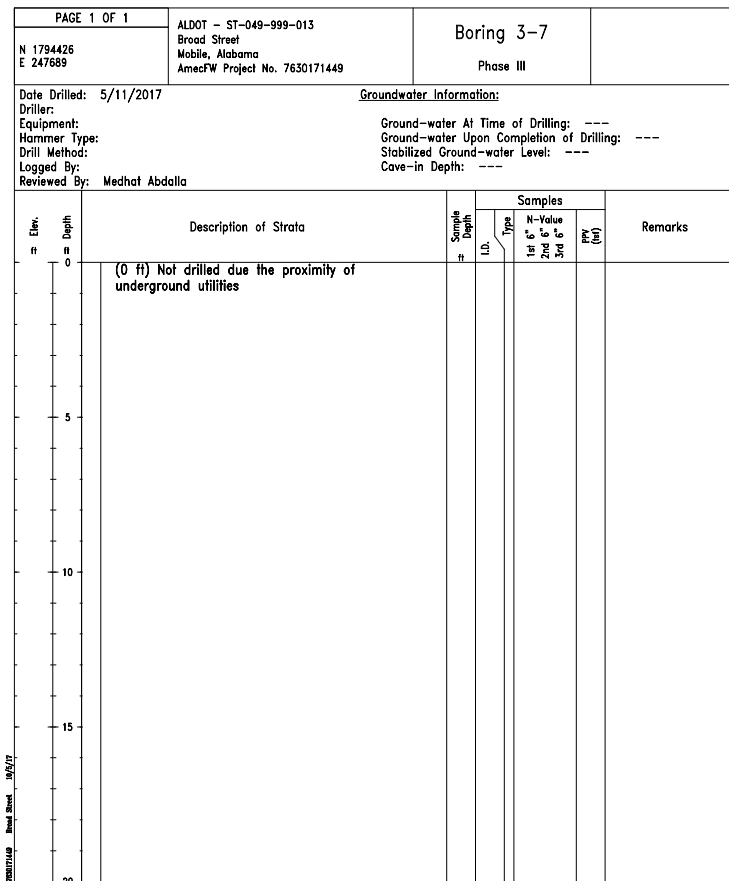 PAGE 1 OF 1
N 1794426
E 247689
ALDOT - ST-049-999-013
Broad Street
Mobile, Alabama
AmecFW Project No. 7630171449
Boring 3-7
Phase III
Date Drilled: 5/11/2017
Driller:
Equipment:
Hammer Type:
Drill Method:
Logged By:
Reviewed By: Medhat Abdalla
Groundwater Information:
Ground-water At Time of Drilling: ---
Ground-water Upon Completion of Drilling: ---
Stabilized Ground-water Level: ---
Cave-in Depth: ---
Elev.
ft
Depth
ft
Description of Strata
Sample
Depth
ft
Samples
I.D.
Type
N-Value
1st 6"
2nd 6"
3rd 6"
PPV
(tsf)
Remarks
0
(0 ft) Not drilled due the proximity of
underground utilities
5
10
15
20
7630171449 Broad Street 10/5/17